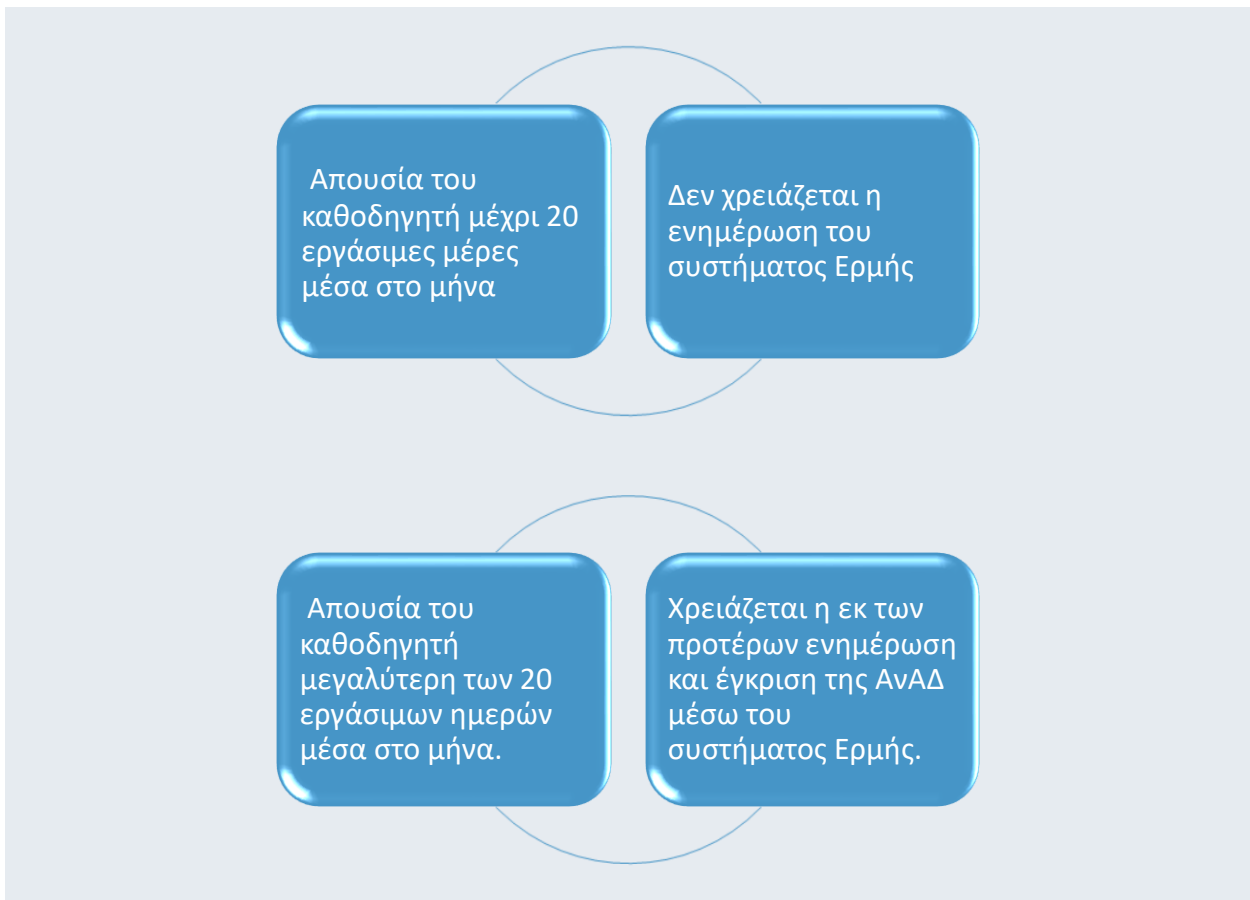 Απουσία του
καθοδηγητή μέχρι 20
εργάσιμες μέρες
μέσα στο μήνα
Δεν χρειάζεται η
ενημέρωση του
συστήματος Ερμής
Απουσία του
καθοδηγητή
μεγαλύτερη των 20
εργάσιμων ημερών
μέσα στο μήνα.
Χρειάζεται η εκ των
προτέρων ενημέρωση
και έγκριση της ΑνΑΔ
μέσω του
συστήματος Ερμής.